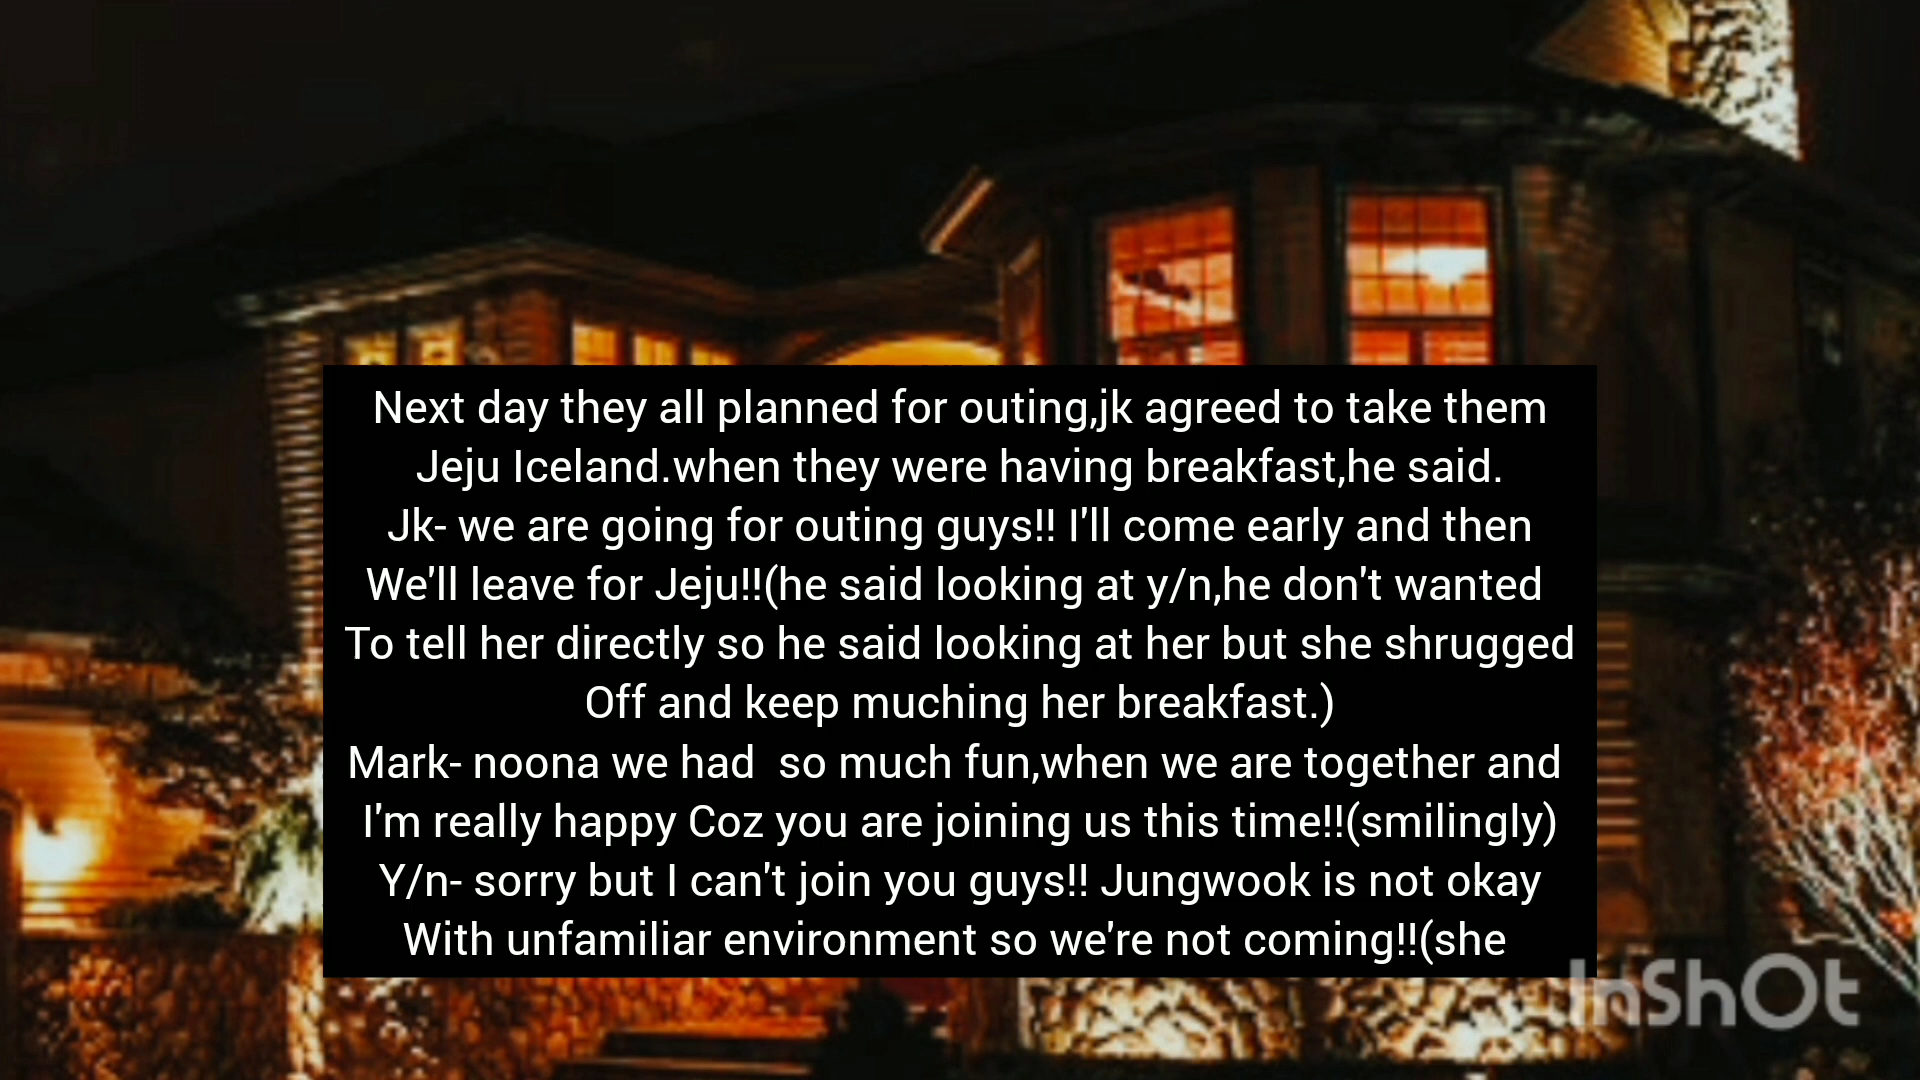 Next day they all planned for outing,jk agreed to take them
Jeju Iceland.when they were having breakfast,he said.
Jk- we are going for outing guys!! I'll come early and then
We'll leave for Jeju!!(he said looking at y/n,he don't wanted
To tell her directly so he said looking at her but she shrugged
Off and keep muching her breakfast.)
Mark- noona we had  so much fun,when we are together and
I'm really happy Coz you are joining us this time!!(smilingly)
Y/n- sorry but I can't join you guys!! Jungwook is not okay
With unfamiliar environment so we're not coming!!(she
InShOt